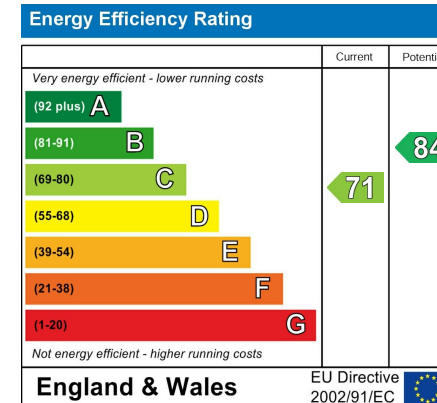 Energy Efficiency Rating
Current Potenti
Very energy efficient - lower running costs
(92 plus) A
(81-91) B
84
(69-80) C
71
(55-68) D
(39-54) E
(21-38) F
(1-20) G
Not energy efficient - higher running costs
England & Wales
EU Directive
2002/91/EC